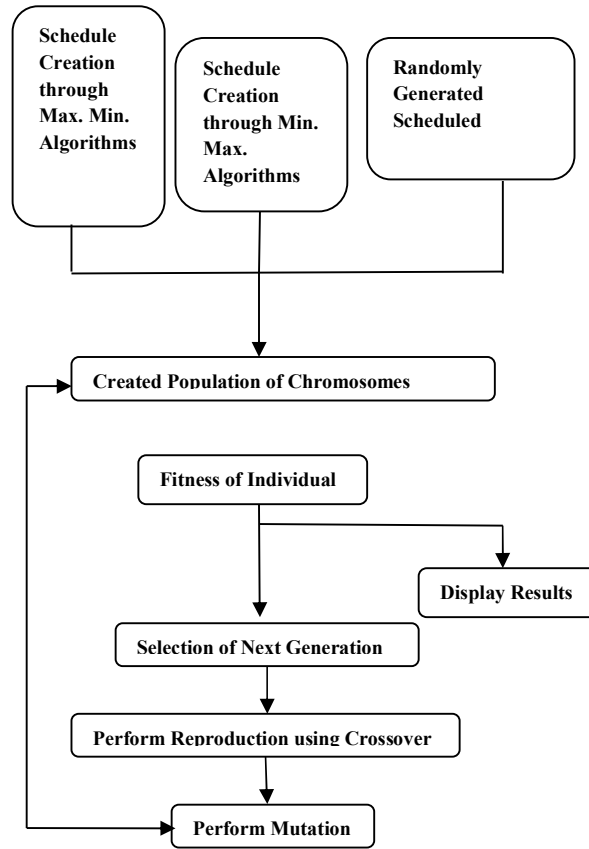 Schedule
Creation
through
Max. Min.
Algorithms
Schedule
Creation
through Min.
Max.
Algorithms
Randomly
Generated
Scheduled
Created Population of Chromosomes
Fitness of Individual
Display Results
Selection of Next Generation
Perform Reproduction using Crossover
Perform Mutation